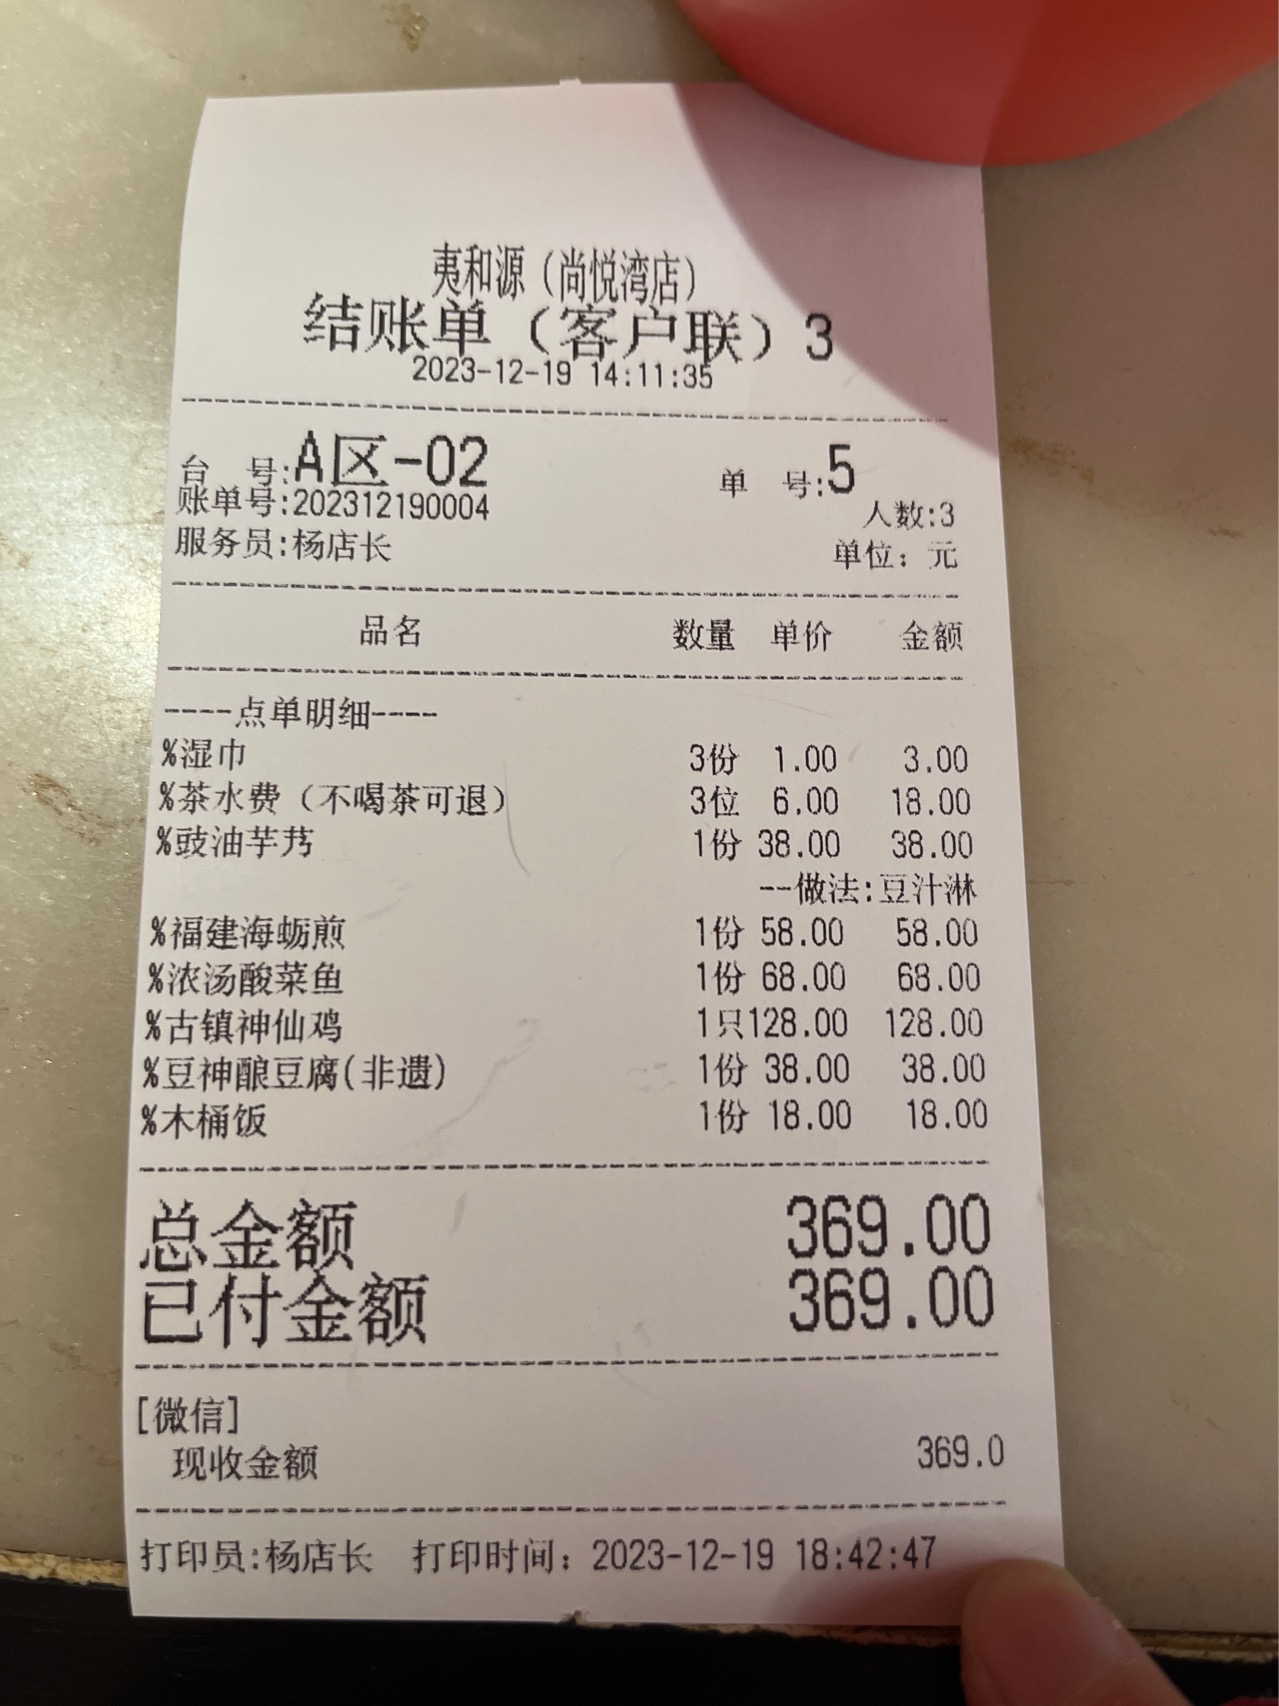 夷和源（尚悦湾店）
结账单（客户联）3
2023-12-19 14:11:35
台 号:A区-02 单 号:5
账单号:202312190004
人数:3
服务员:杨店长 单位：元
品名 数量 单价 金额
----点单明细----
%湿巾 3份 1.00 3.00
%茶水费（不喝茶可退） 3位 6.00 18.00
%豉油芋艿 1份 38.00 38.00
--做法:豆汁淋
%福建海蛎煎 1份 58.00 58.00
%浓汤酸菜鱼 1份 68.00 68.00
%古镇神仙鸡 1只128.00 128.00
%豆神酿豆腐(非遗) 1份 38.00 38.00
%木桶饭 1份 18.00 18.00
总金额 369.00
已付金额 369.00
[微信]
现收金额 369.0
打印员:杨店长 打印时间：2023-12-19 18:42:47